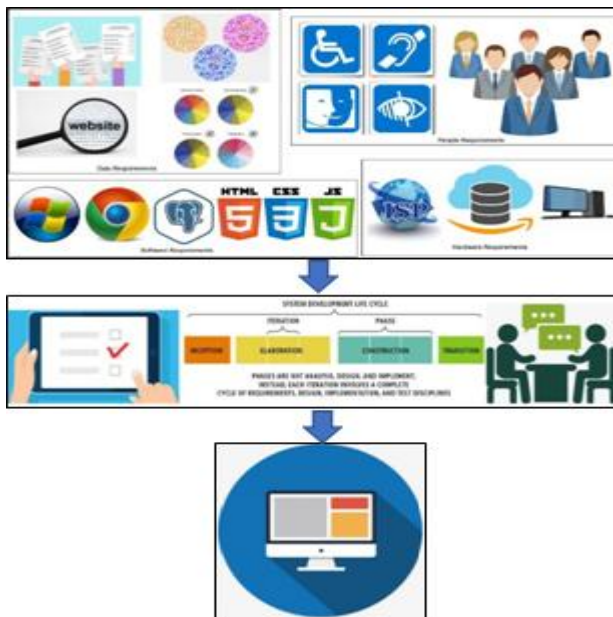 website
Data Requirements
People Requirements
HTML CSS JS
5 3 J
Software Requirements
ISP
Hardware Requirements
SYSTEM DEVELOPMENT LIFE CYCLE
ITERATION PHASE
INCEPTION ELABORATION CONSTRUCTION TRANSITION
PHASES ARE NOT ANALYSIS, DESIGN, AND IMPLEMENT,
INSTEAD, EACH ITERATION INVOLVES A COMPLETE
CYCLE OF REQUIREMENTS, DESIGN, IMPLEMENTATION, AND TEST DISCIPLINES